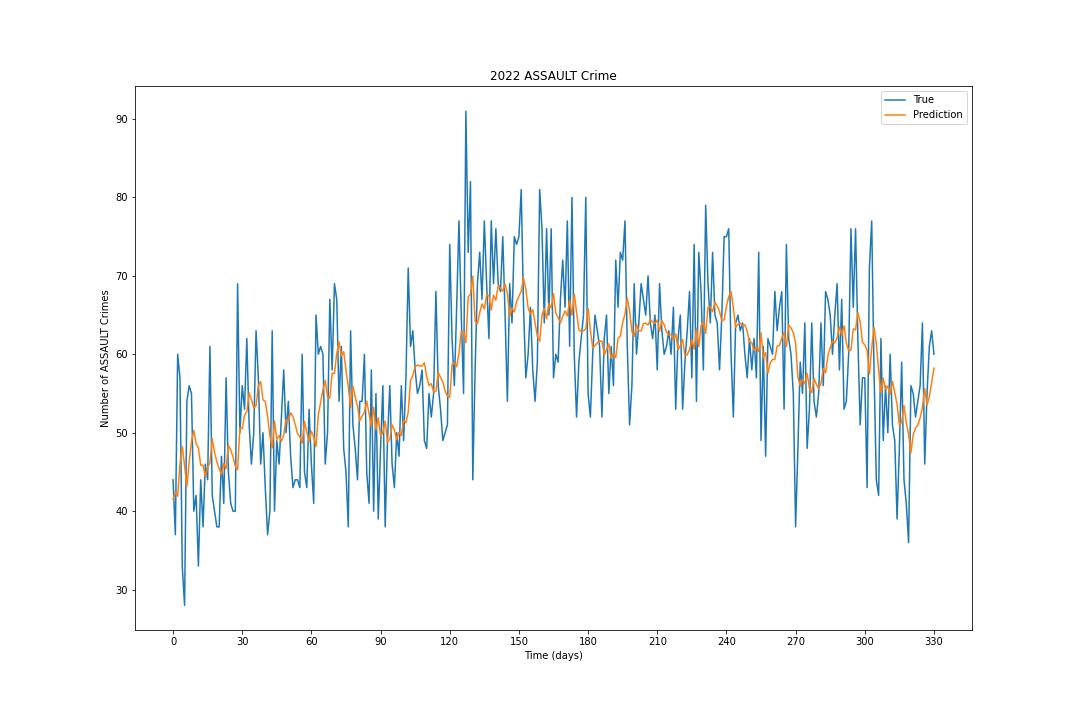 2022 ASSAULT Crime
True
Prediction
Number of ASSAULT Crimes
90
80
70
60
50
40
30
0 30 60 90 120 150 180 210 240 270 300 330
Time (days)